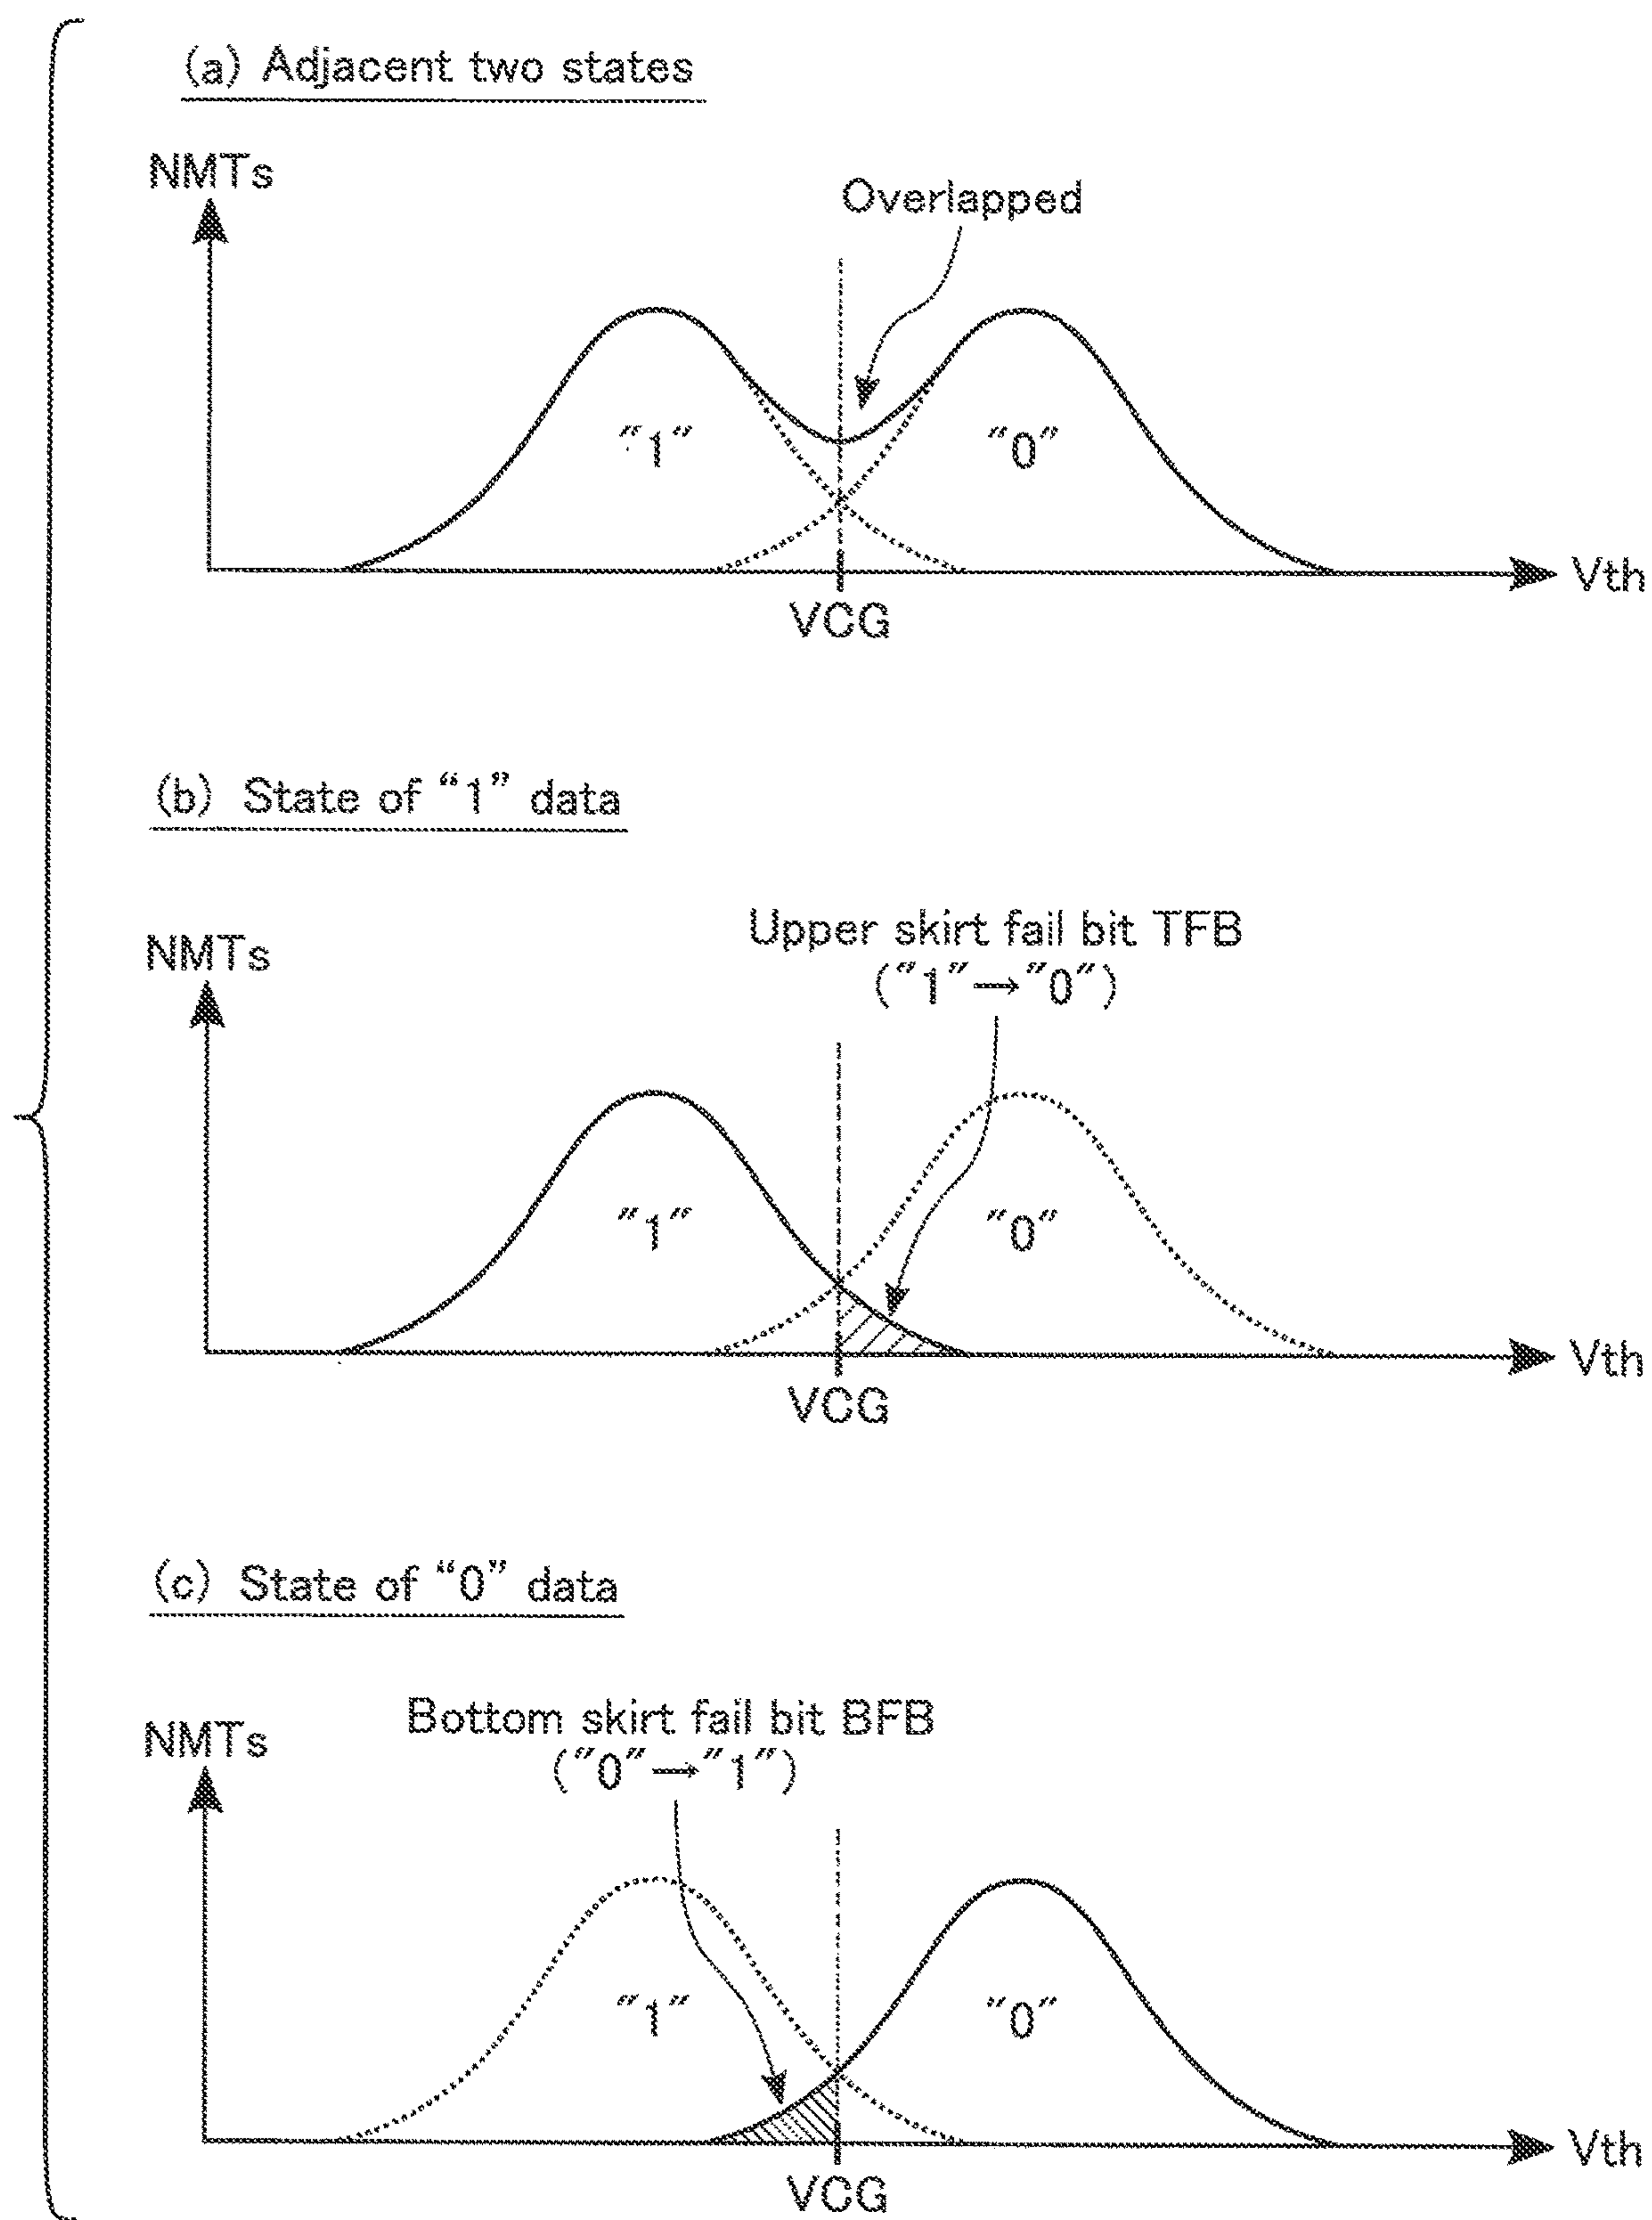 (a) Adjacent two states
NMTs
Overlapped
"1"
"0"
Vth
VCG
(b) State of “1” data
Upper skirt fail bit TFB
("1"→"0")
NMTs
"1"
"0"
Vth
VCG
(c) State of “0” data
Bottom skirt fail bit BFB
("0"→"1")
NMTs
"1"
"0"
Vth
VCG